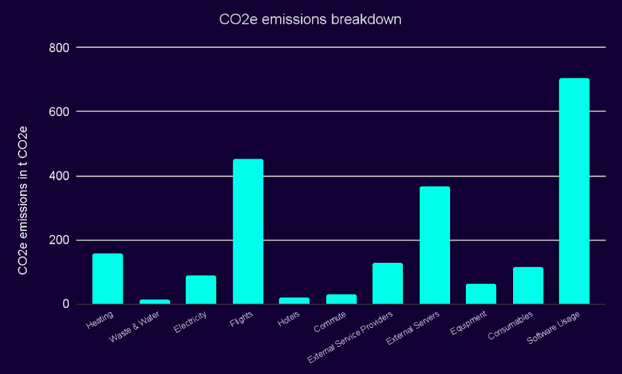 CO2e emissions breakdown
CO2e emissions in t CO2e
800
600
400
200
0
Heating
Waste & Water
Electricity
Flights
Hotels
Commute
External Service Providers
External Servers
Equipment
Consumables
Software Usage